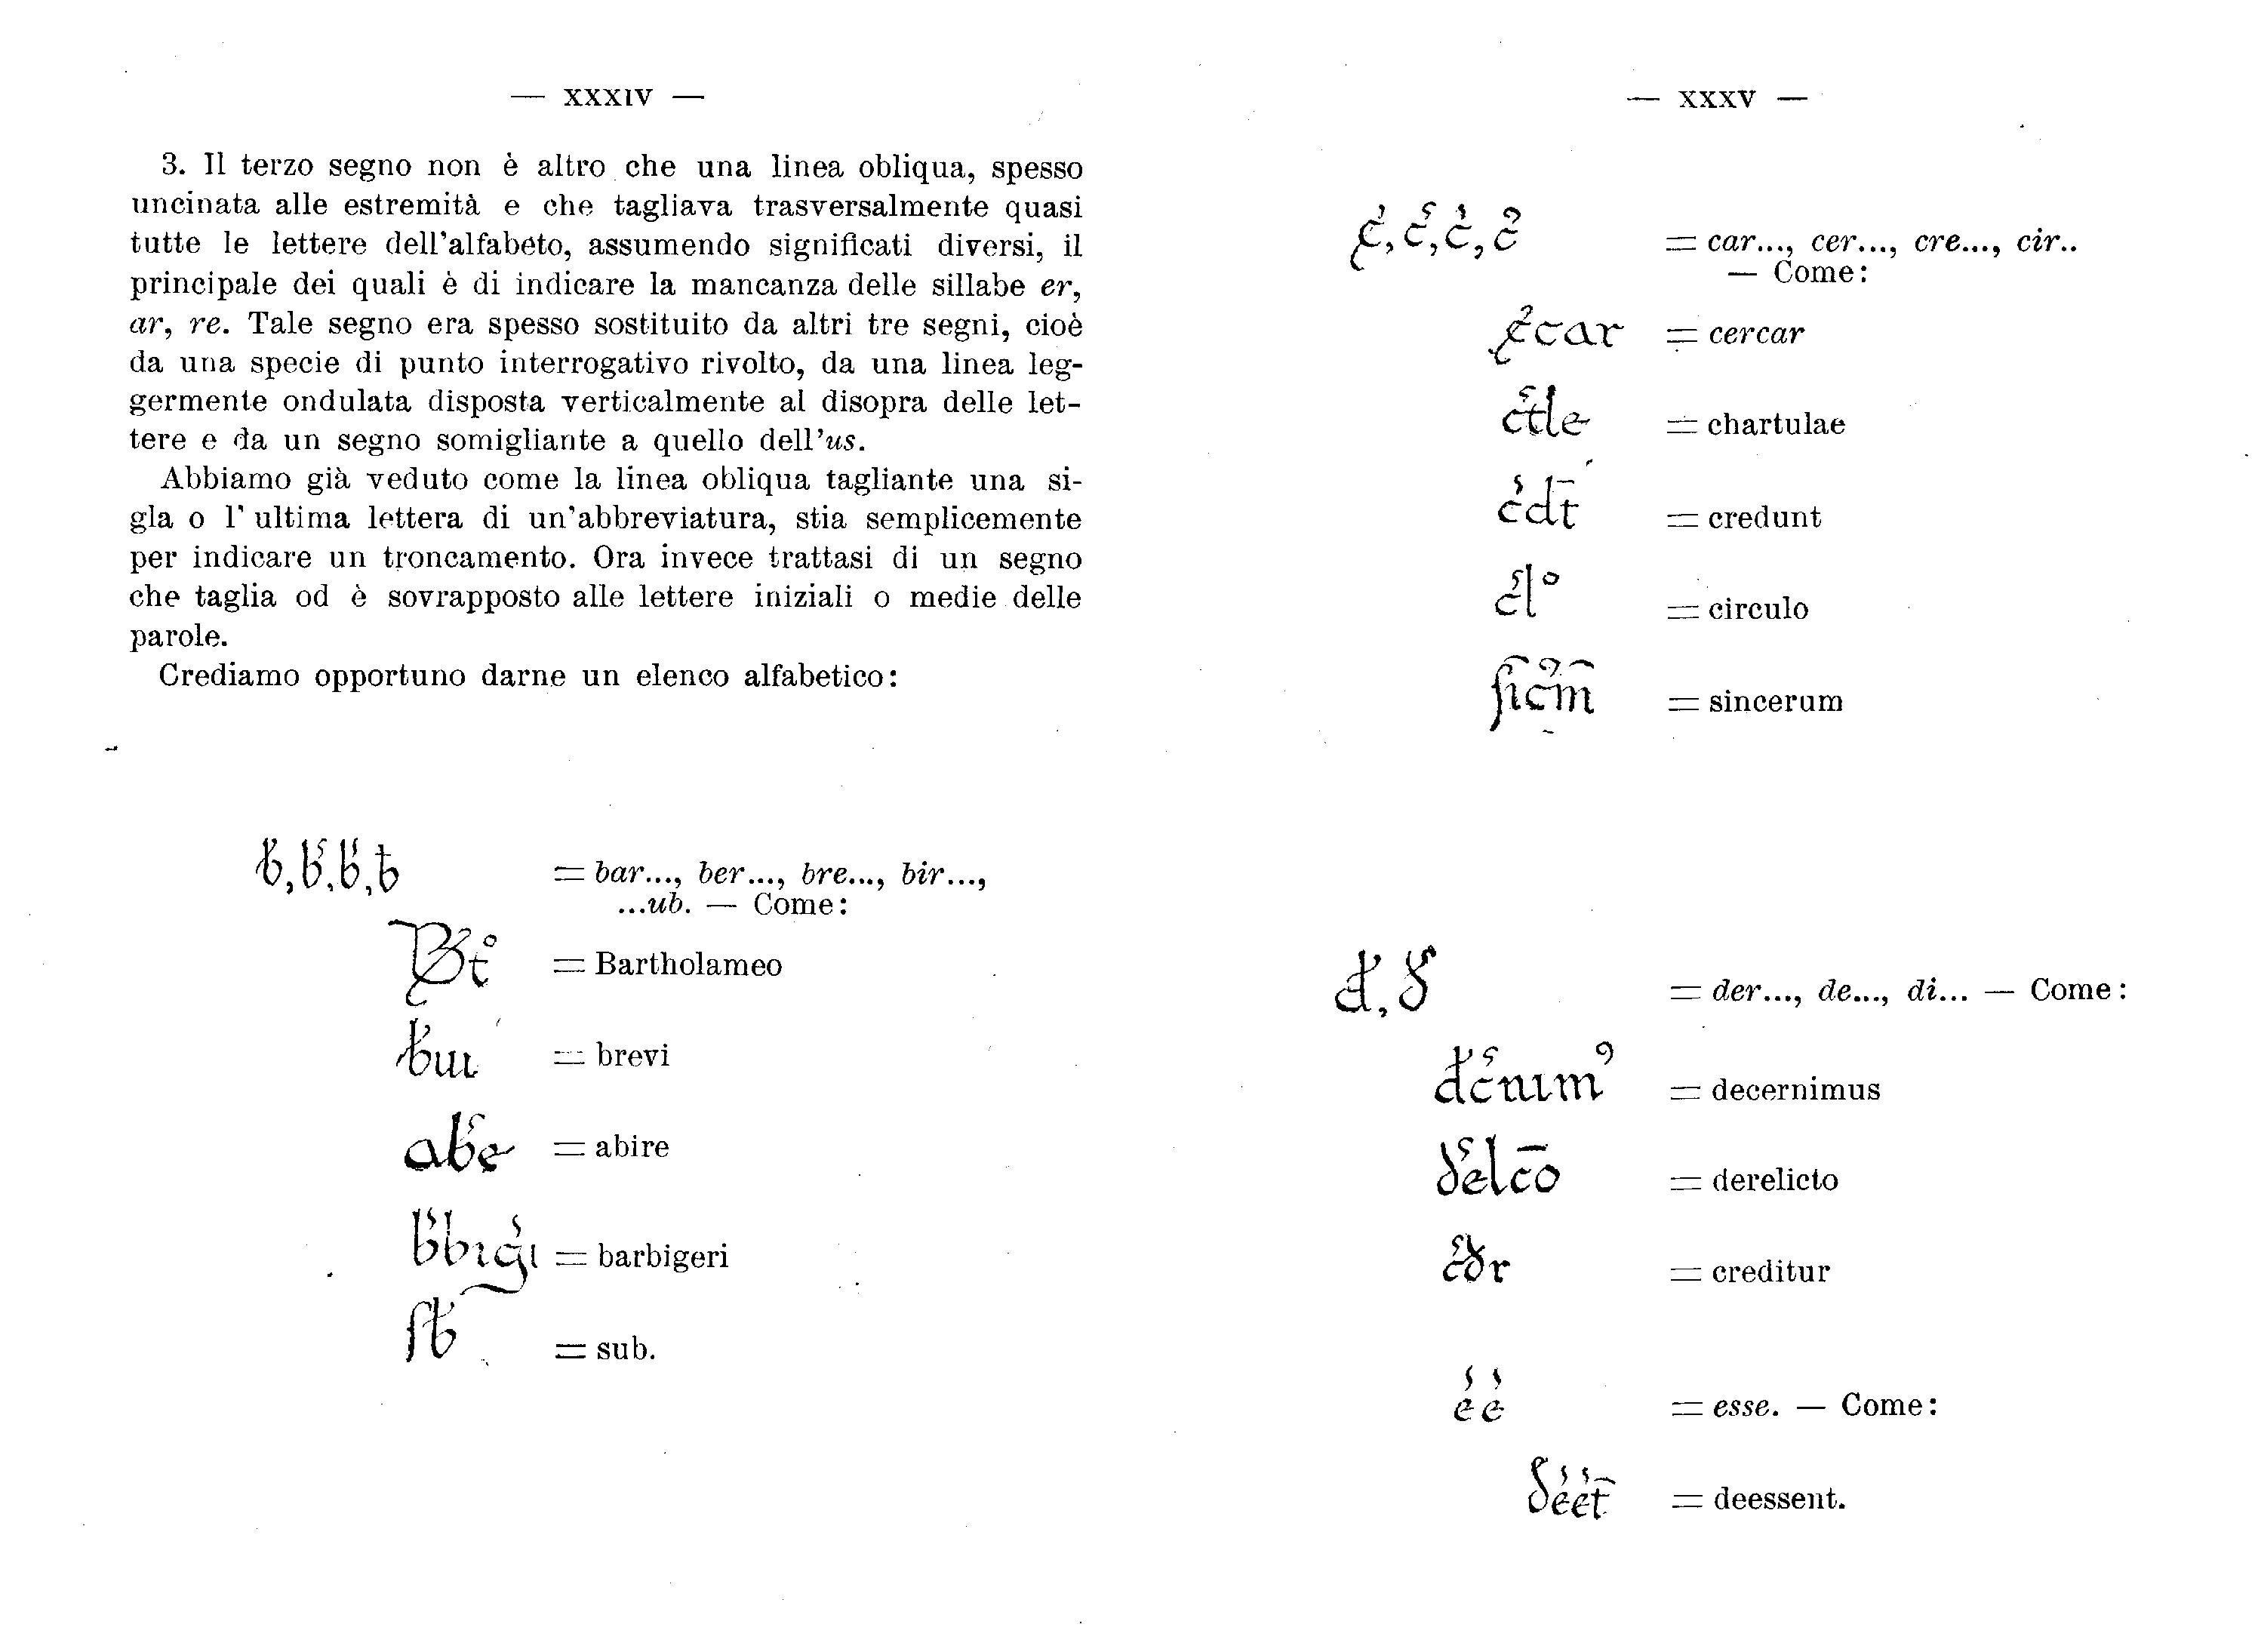 — XXXIV —
3. Il terzo segno non è altro che una linea obliqua, spesso
uncinata alle estremità e che tagliava trasversalmente quasi
tutte le lettere dell'alfabeto, assumendo significati diversi, il
principale dei quali è di indicare la mancanza delle sillabe er,
ar, re. Tale segno era spesso sostituito da altri tre segni, cioè
da una specie di punto interrogativo rivolto, da una linea leg-
germente ondulata disposta verticalmente al disopra delle let-
tere e da un segno somigliante a quello dell'us.
Abbiamo già veduto come la linea obliqua tagliante una si-
gla o l' ultima lettera di un'abbreviatura, stia semplicemente
per indicare un troncamento. Ora invece trattasi di un segno
che taglia od è sovrapposto alle lettere iniziali o medie delle
parole.
Crediamo opportuno darne un elenco alfabetico:
= bar..., ber..., bre..., bir...,
...ub. — Come:
= Bartholameo
= brevi
= abire
= barbigeri
= sub.
— XXXV —
= car..., cer..., cre..., cir..
— Come:
= cercar
= chartulae
= credunt
= circulo
= sincerum
= der..., de..., di... — Come:
= decernimus
= derelicto
= creditur
= esse. — Come:
= deessent.